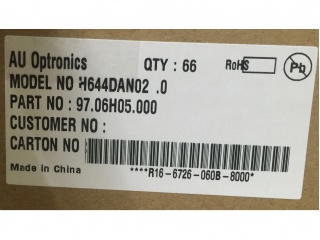 AU Optronics QTY : 66 RoHS Pb
MODEL NO H644DAN02 .0
PART NO : 97.06H05.000
CUSTOMER NO :
CARTON NO
Made in China ****R16-6726-060B-8000*